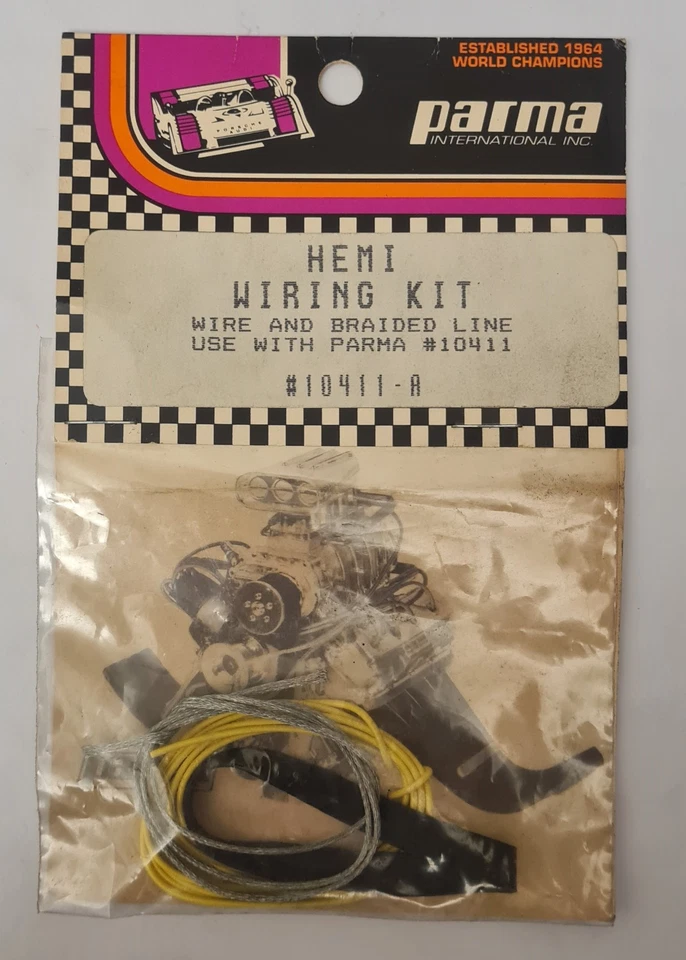 ESTABLISHED 1964
WORLD CHAMPIONS
parma
INTERNATIONAL INC.
HEMI
WIRING KIT
WIRE AND BRAIDED LINE
USE WITH PARMA #10411
#10411-A